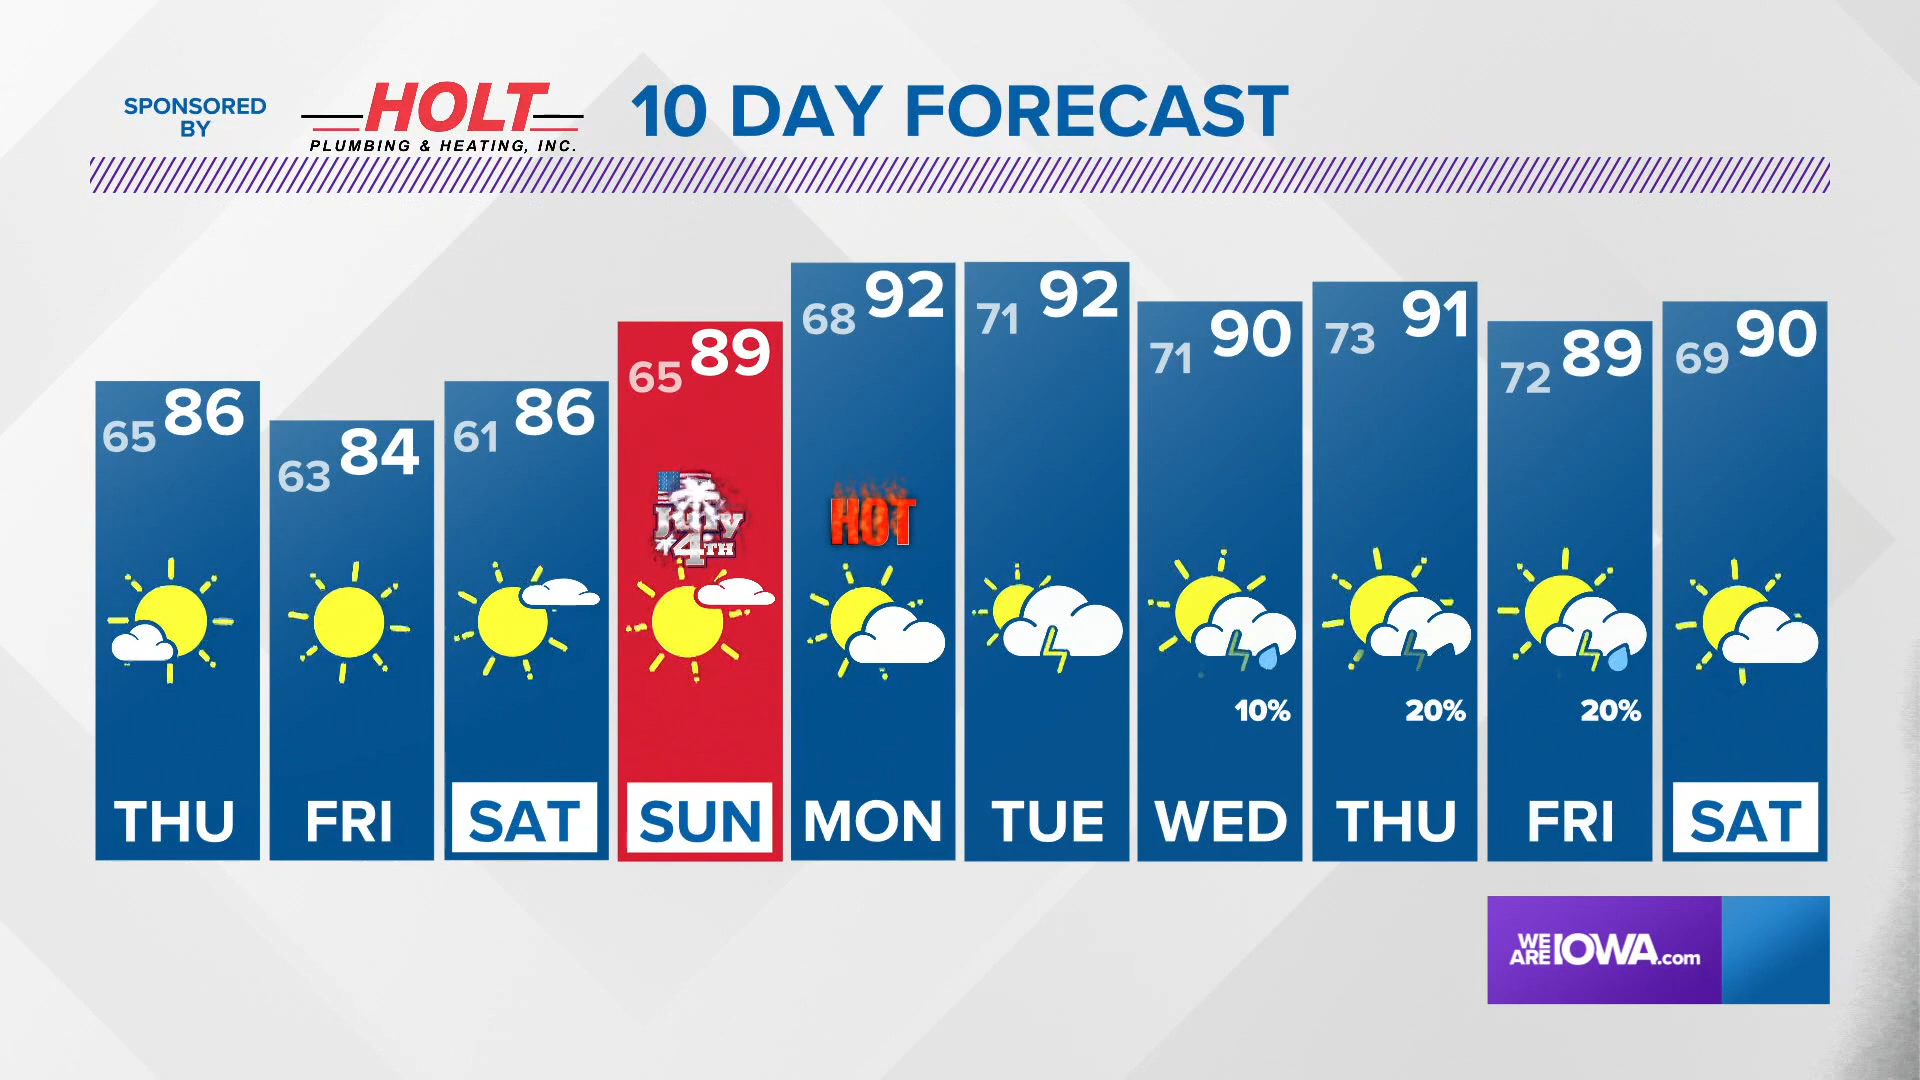 SPONSORED
BY
HOLT
PLUMBING & HEATING, INC.
10 DAY FORECAST
65 86
63 84
61 86
65 89
68 92
71 92
71 90
73 91
72 89
69 90
July
4TH
HOT
10%
20%
20%
THU
FRI
SAT
SUN
MON
TUE
WED
THU
FRI
SAT
WE ARE IOWA.com